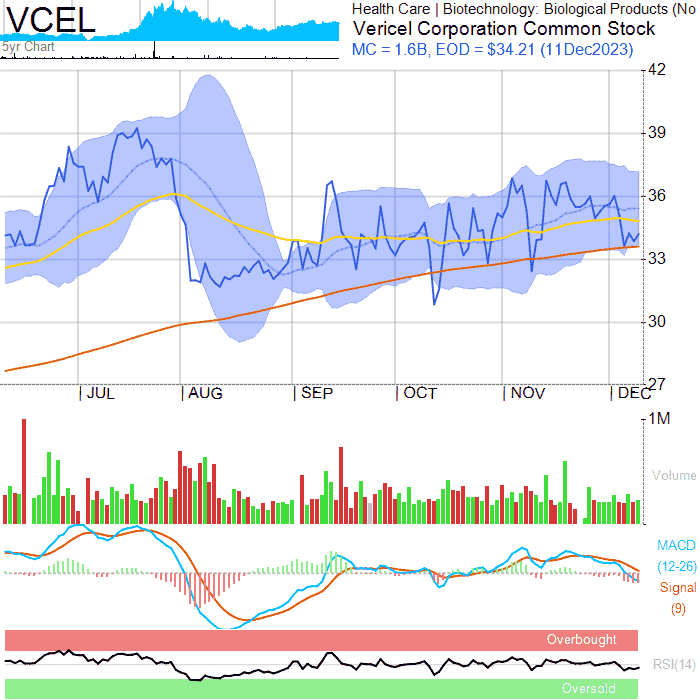 VCEL
5yr Chart
Health Care | Biotechnology: Biological Products (No
Vericel Corporation Common Stock
MC = 1.6B, EOD = $34.21 (11Dec2023)
42
39
36
33
30
27
JUL AUG SEP OCT NOV DEC
1M
Volume
MACD
(12-26)
Signal
(9)
Overbought
RSI(14)
Oversold